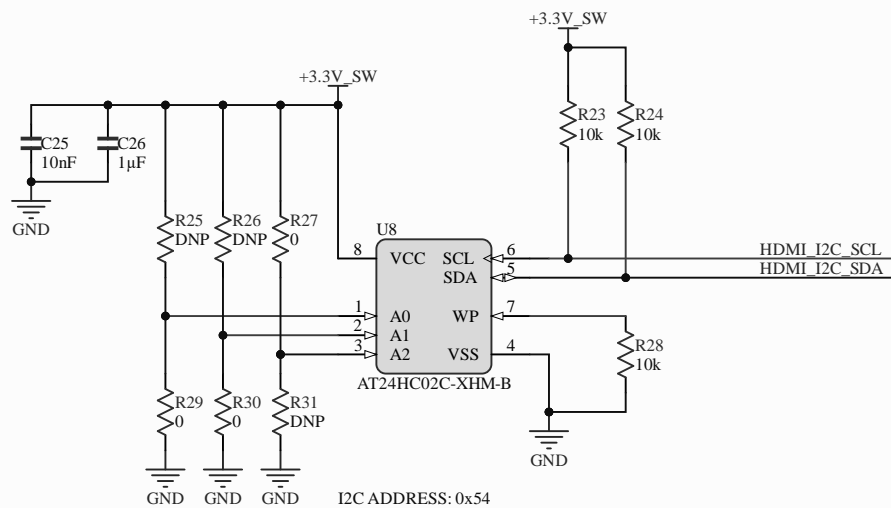 +3.3V_SW
+3.3V_SW
R23
10k
R24
10k
C25
10nF
C26
1µF
GND
R25
DNP
R26
DNP
R27
0
U8
8
VCC
SCL
6
HDMI_I2C_SCL
SDA
5
HDMI_I2C_SDA
1
A0
WP
7
2
A1
3
A2
VSS
4
R28
10k
AT24HC02C-XHM-B
R29
0
R30
0
R31
DNP
GND
GND
GND
GND
I2C ADDRESS: 0x54